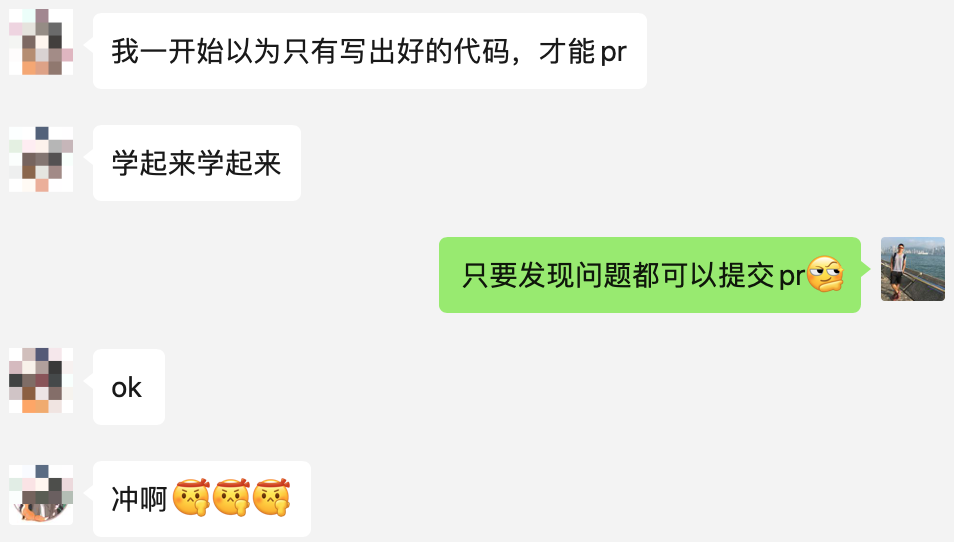 我一开始以为只有写出好的代码，才能pr
学起来学起来
只要发现问题都可以提交pr
ok
冲啊